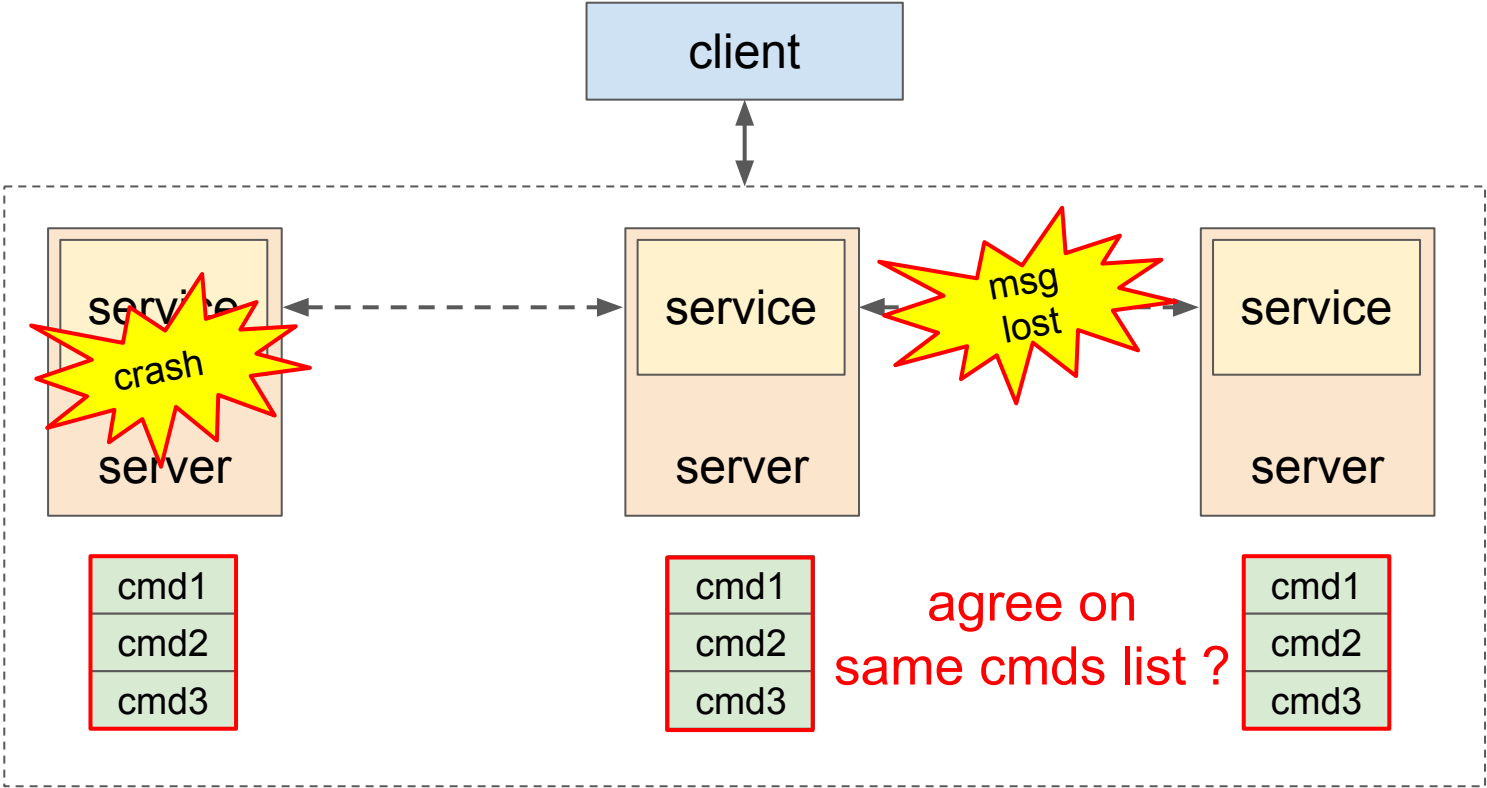 client
service
crash
server
service
server
msg
lost
service
server
cmd1
cmd2
cmd3
cmd1
cmd2
cmd3
agree on
same cmds list ?
cmd1
cmd2
cmd3